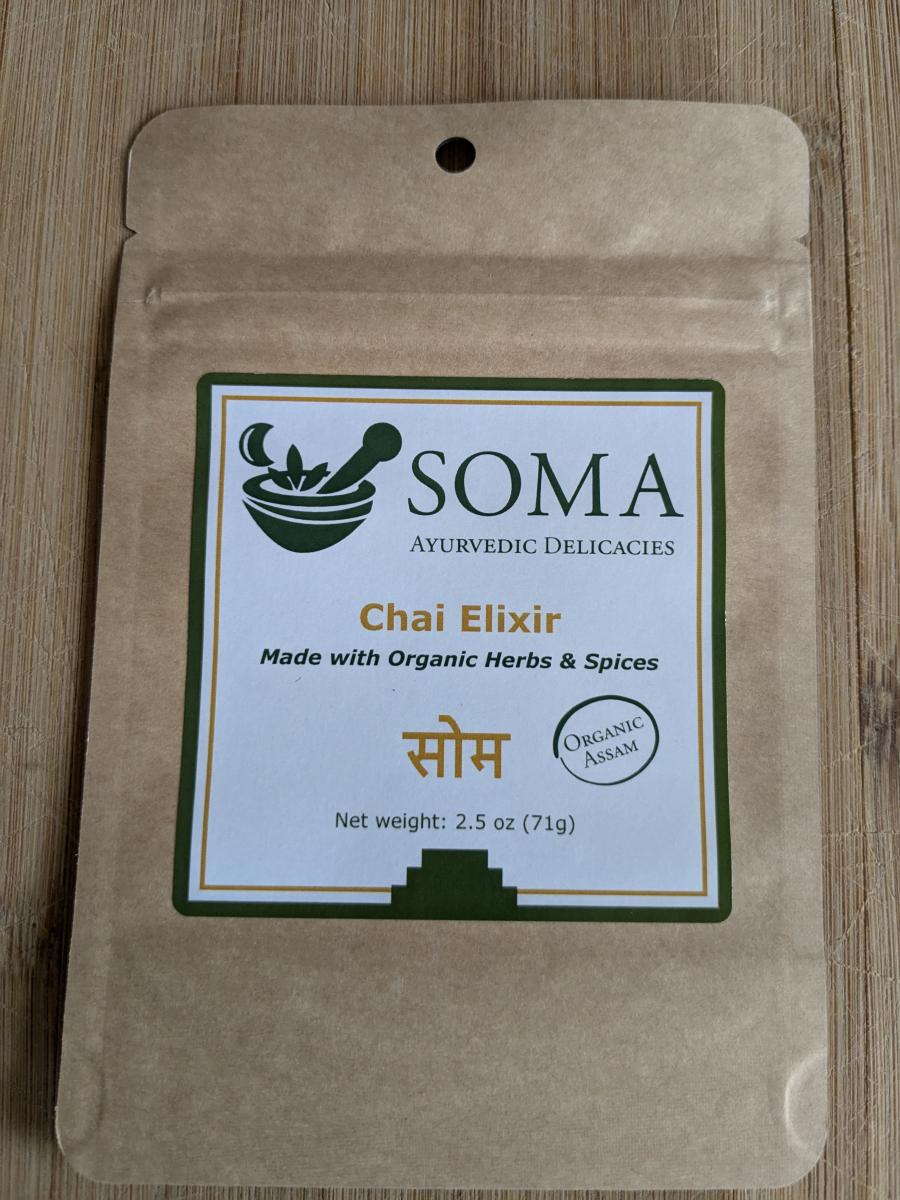 SOMA
AYURVEDIC DELICACIES
Chai Elixir
Made with Organic Herbs & Spices
सोम
ORGANIC
ASSAM
Net weight: 2.5 oz (71g)